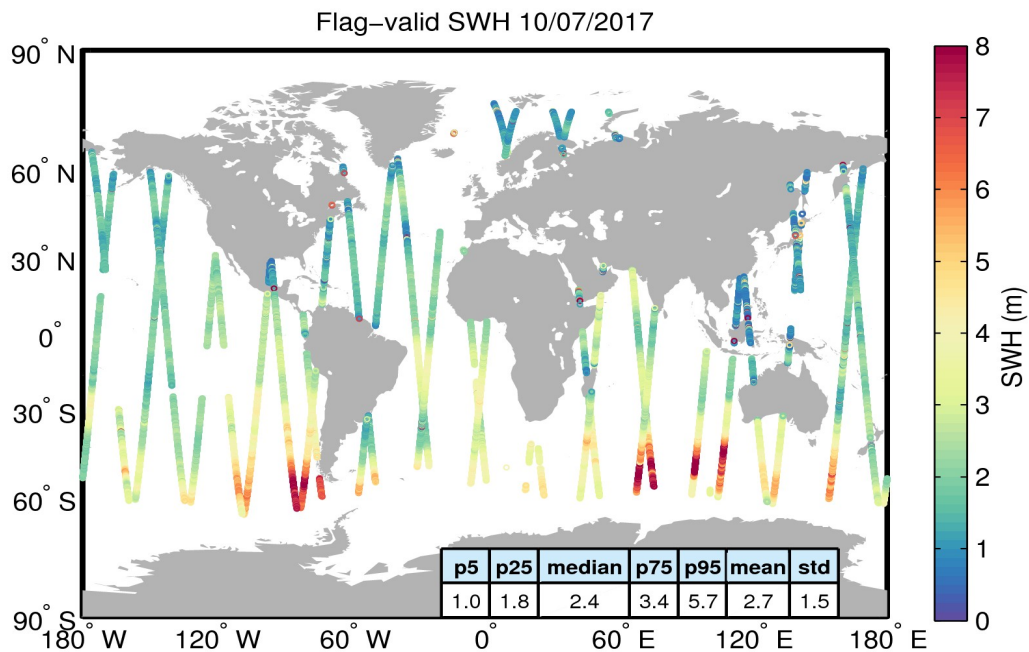 Flag−valid SWH 10/07/2017
90° N
60° N
30° N
0°
30° S
60° S
90° S
180° W
120° W
60° W
0°
60° E
120° E
180° E
8
7
6
5
4
3
2
1
0
SWH (m)
p5 p25 median p75 p95 mean std
1.0 1.8 2.4 3.4 5.7 2.7 1.5